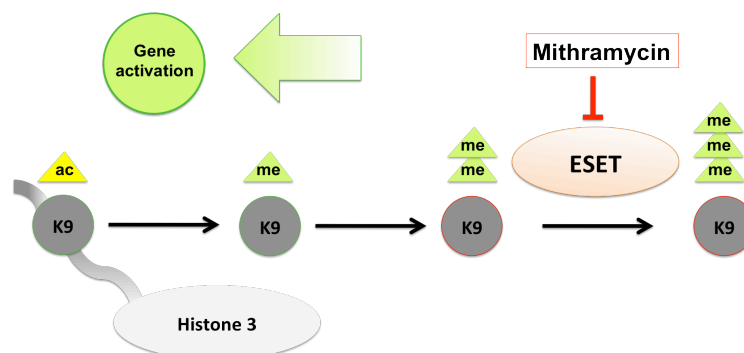 Gene
activation
Mithramycin
ac
me
me
me
ESET
me
me
me
K9
K9
K9
K9
Histone 3